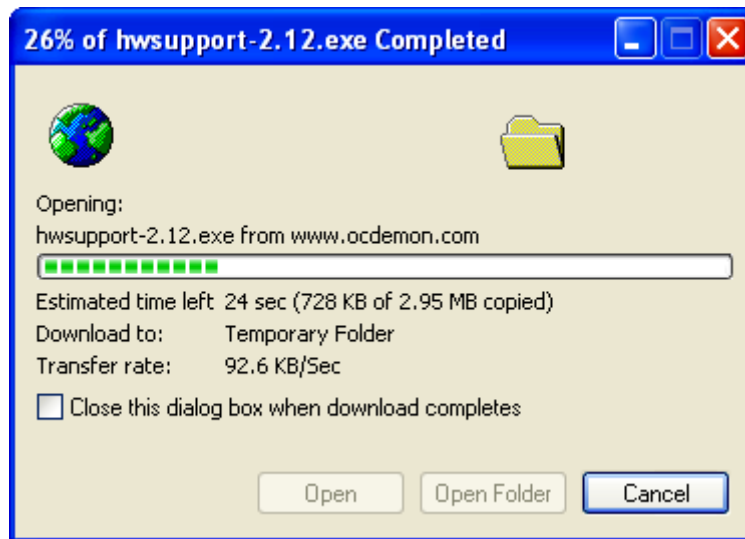 26% of hwsupport-2.12.exe Completed
Opening:
hwsupport-2.12.exe from www.ocdemon.com
Estimated time left 24 sec (728 KB of 2.95 MB copied)
Download to: Temporary Folder
Transfer rate: 92.6 KB/Sec
Close this dialog box when download completes
Open Open Folder Cancel